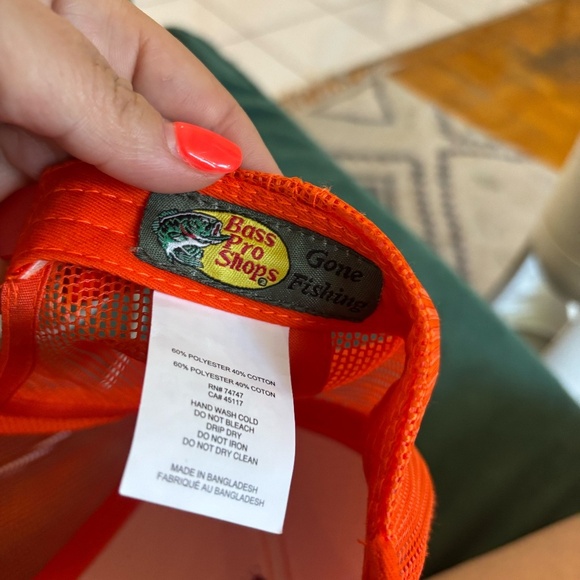 Bass
Pro
Shops
Gone
Fishing
60% POLYESTER 40% COTTON
60% POLYESTER 40% COTON
RN# 74747
CA# 45117
HAND WASH COLD
DO NOT BLEACH
DRIP DRY
DO NOT IRON
DO NOT DRY CLEAN
MADE IN BANGLADESH
FABRIQUÉ AU BANGLADESH